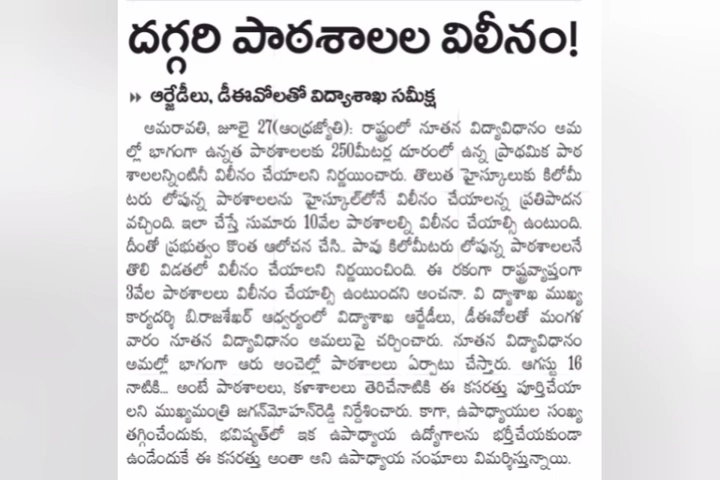 దగ్గరి పాఠశాలల విలీనం!
» ఆర్జేడీలు, డీఈవోలతో విద్యాశాఖ సమీక్ష
అమరావతి, జూలై 27(ఆంధ్రజ్యోతి): రాష్ట్రంలో నూతన విద్యావిధానం అమ
ల్లో భాగంగా ఉన్నత పాఠశాలలకు 250మీటర్ల దూరంలో ఉన్న ప్రాథమిక పాఠ
శాలలన్నింటినీ విలీనం చేయాలని నిర్ణయించారు. తొలుత హైస్కూలుకు కిలోమీ
టరు లోపున్న పాఠశాలలను హైస్కూల్‌లోనే విలీనం చేయాలన్న ప్రతిపాదన
వచ్చింది. ఇలా చేస్తే సుమారు 10వేల పాఠశాలల్ని విలీనం చేయాల్సి ఉంటుంది.
దీంతో ప్రభుత్వం కొంత ఆలోచన చేసి.. పావు కిలోమీటరు లోపున్న పాఠశాలలనే
తొలి విడతలో విలీనం చేయాలని నిర్ణయించింది. ఈ రకంగా రాష్ట్రవ్యాప్తంగా
3వేల పాఠశాలలు విలీనం చేయాల్సి ఉంటుందని అంచనా. వి ద్యాశాఖ ముఖ్య
కార్యదర్శి బి.రాజశేఖర్ ఆధ్వర్యంలో విద్యాశాఖ ఆర్జేడీలు, డీఈవోలతో మంగళ
వారం నూతన విద్యావిధానం అమలుపై చర్చించారు. నూతన విద్యావిధానం
అమల్లో భాగంగా ఆరు అంచెల్లో పాఠశాలలు ఏర్పాటు చేస్తారు. ఆగస్టు 16
నాటికి... అంటే పాఠశాలలు, కళాశాలలు తెరిచేనాటికి ఈ కసరత్తు పూర్తిచేయా
లని ముఖ్యమంత్రి జగన్‌మోహన్‌రెడ్డి నిర్దేశించారు. కాగా, ఉపాధ్యాయుల సంఖ్య
తగ్గించేందుకు, భవిష్యత్‌లో ఇక ఉపాధ్యాయ ఉద్యోగాలను భర్తీచేయకుండా
ఉండేందుకే ఈ కసరత్తు అంతా అని ఉపాధ్యాయ సంఘాలు విమర్శిస్తున్నాయి.